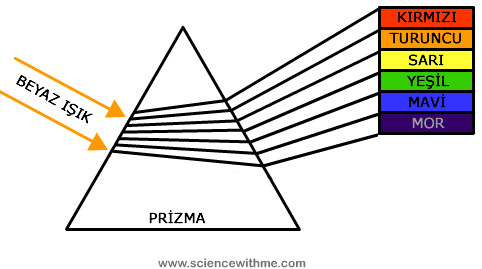 KIRMIZI
TURUNCU
SARI
YEŞİL
MAVİ
MOR
BEYAZ IŞIK
PRİZMA
www.sciencewithme.com